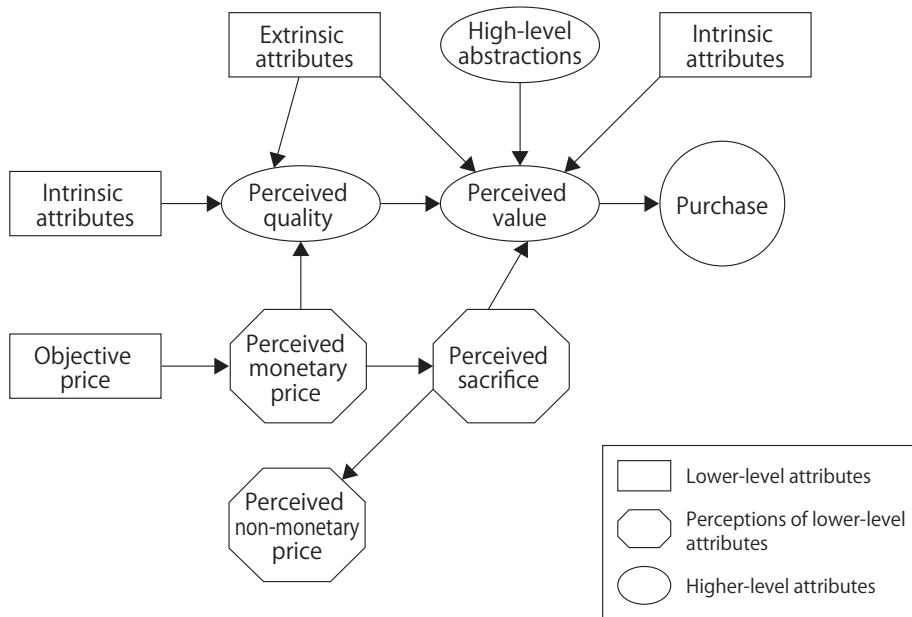 Extrinsic
attributes
High-level
abstractions
Intrinsic
attributes
Intrinsic
attributes
Perceived
quality
Perceived
value
Purchase
Objective
price
Perceived
monetary
price
Perceived
sacrifice
Perceived
non-monetary
price
Lower-level attributes
Perceptions of lower-level
attributes
Higher-level attributes